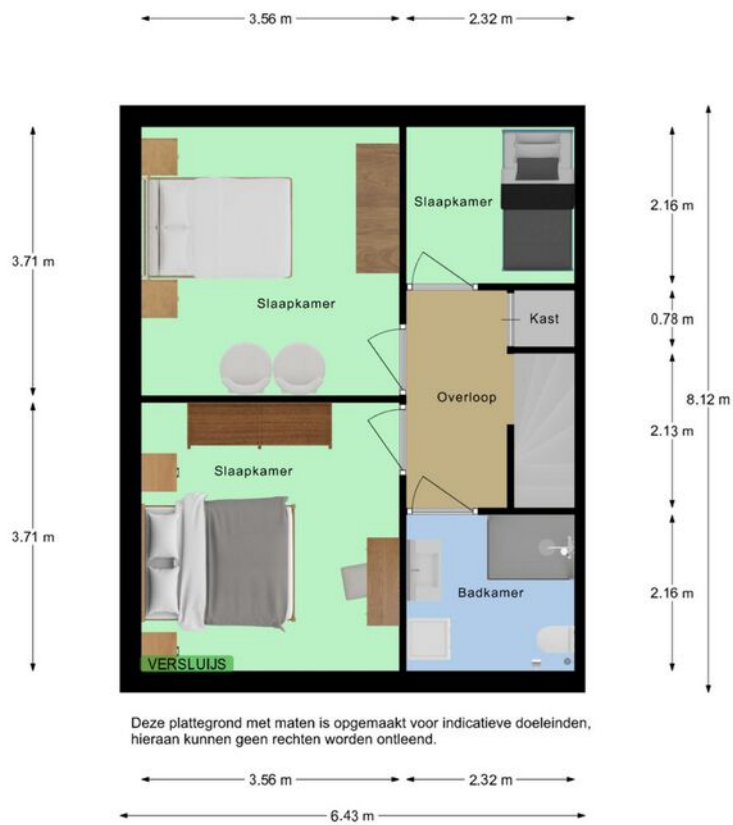 3.56 m
2.32 m
Slaapkamer
2.16 m
3.71 m
Slaapkamer
Kast
0.78 m
Overloop
8.12 m
2.13 m
Slaapkamer
3.71 m
Badkamer
2.16 m
VERSLUIJS
Deze plattegrond met maten is opgemaakt voor indicatieve doeleinden,
hieraan kunnen geen rechten worden ontleend.
3.56 m
2.32 m
6.43 m